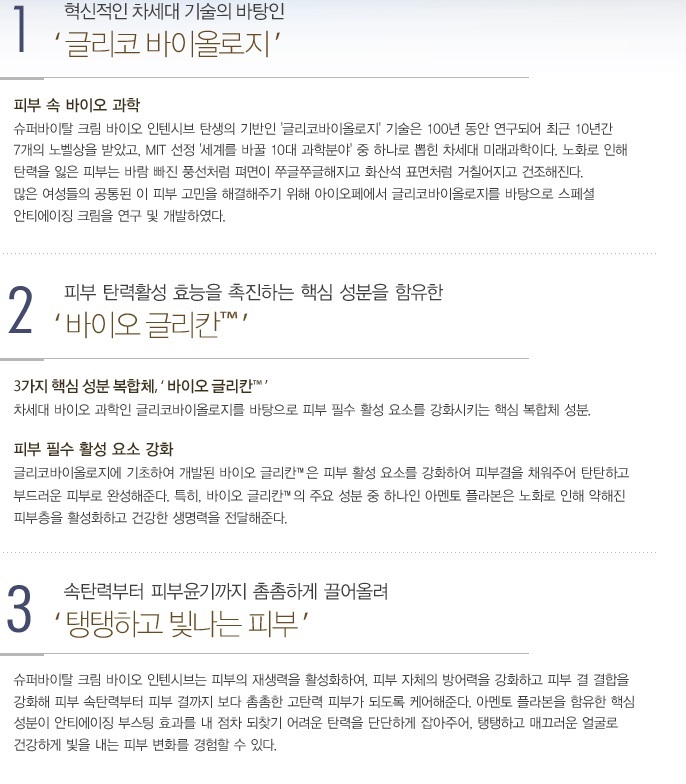 1
혁신적인 차세대 기술의 바탕인
‘ 글리코 바이올로지 ’
피부 속 바이오 과학
슈퍼바이탈 크림 바이오 인텐시브 탄생의 기반인 '글리코바이올로지' 기술은 100년 동안 연구되어 최근 10년간
7개의 노벨상을 받았고, MIT 선정 '세계를 바꿀 10대 과학분야' 중 하나로 뽑힌 차세대 미래과학이다. 노화로 인해
탄력을 잃은 피부는 바람 빠진 풍선처럼 펴면이 쭈글쭈글해지고 화산석 표면처럼 거칠어지고 건조해진다.
많은 여성들의 공통된 이 피부 고민을 해결해주기 위해 아이오페에서 글리코바이올로지를 바탕으로 스페셜
안티에이징 크림을 연구 및 개발하였다.
2
피부 탄력활성 효능을 촉진하는 핵심 성분을 함유한
‘ 바이오 글리칸™ ’
3가지 핵심 성분 복합체, ‘ 바이오 글리칸™ ’
차세대 바이오 과학인 글리코바이올로지를 바탕으로 피부 필수 활성 요소를 강화시키는 핵심 복합체 성분.
피부 필수 활성 요소 강화
글리코바이올로지에 기초하여 개발된 바이오 글리칸™은 피부 활성 요소를 강화하여 피부결을 채워주어 탄탄하고
부드러운 피부로 완성해준다. 특히, 바이오 글리칸™의 주요 성분 중 하나인 아멘토 플라본은 노화로 인해 약해진
피부층을 활성화하고 건강한 생명력을 전달해준다.
3
속탄력부터 피부윤기까지 촘촘하게 끌어올려
‘ 탱탱하고 빛나는 피부 ’
슈퍼바이탈 크림 바이오 인텐시브는 피부의 재생력을 활성화하여, 피부 자체의 방어력을 강화하고 피부 결 결합을
강화해 피부 속탄력부터 피부 결까지 보다 촘촘한 고탄력 피부가 되도록 케어해준다. 아멘토 플라본을 함유한 핵심
성분이 안티에이징 부스팅 효과를 내 점차 되찾기 어려운 탄력을 단단하게 잡아주어, 탱탱하고 매끄러운 얼굴로
건강하게 빛을 내는 피부 변화를 경험할 수 있다.